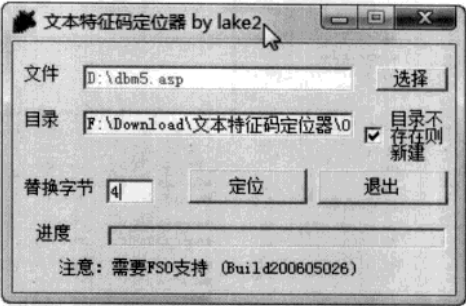 文本特征码定位器 by lake2
文件 D:\dbm5.asp 选择
目录 F:\Download\文本特征码定位器\0 目录不存在则新建
替换字节 4 定位 退出
进度
注意：需要FSO支持（Build200605026）